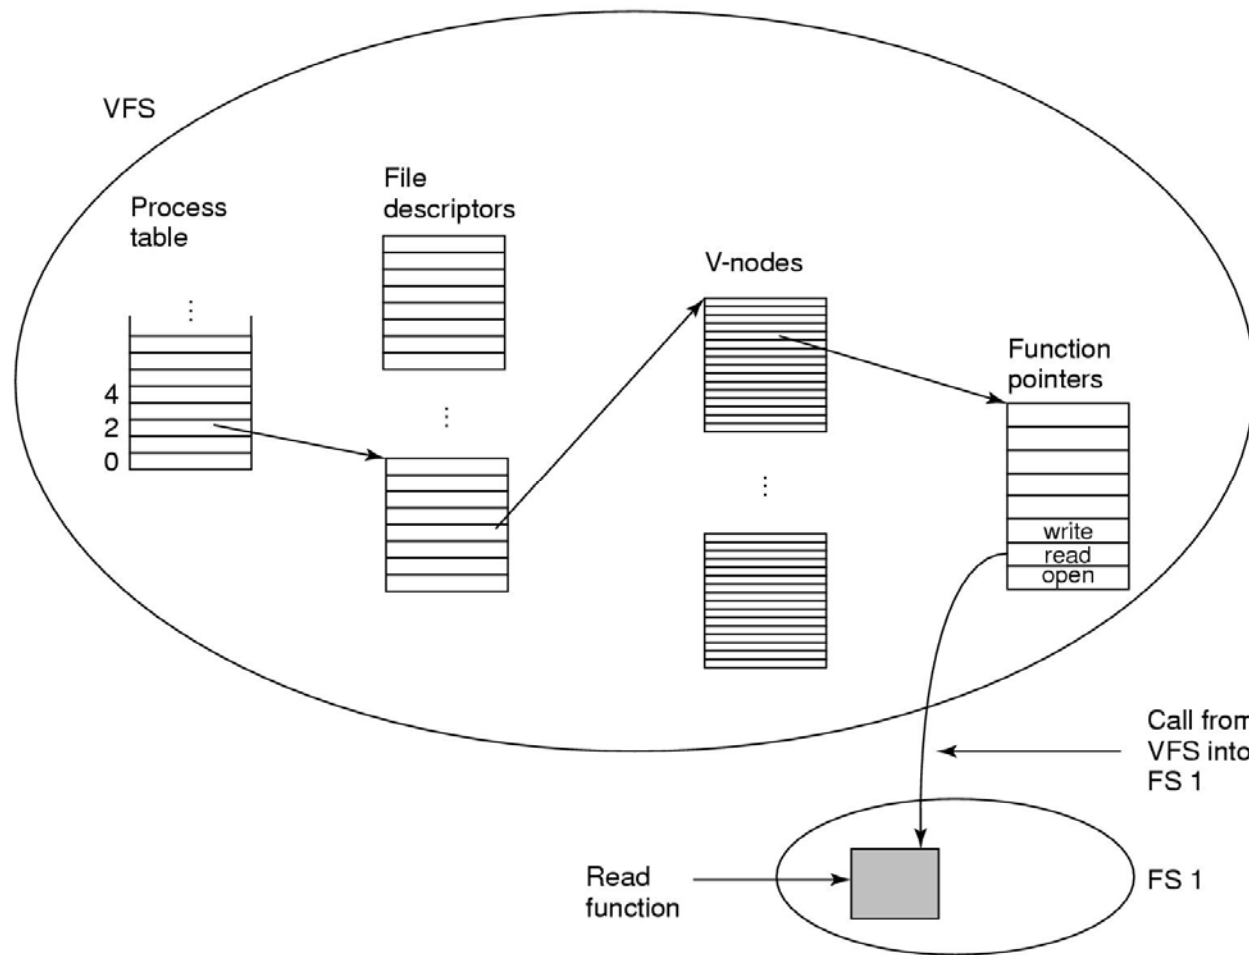 VFS
Process
table
⋮
4
2
0
File
descriptors
⋮
V-nodes
⋮
Function
pointers
write
read
open
Call from
VFS into
FS 1
Read
function
FS 1